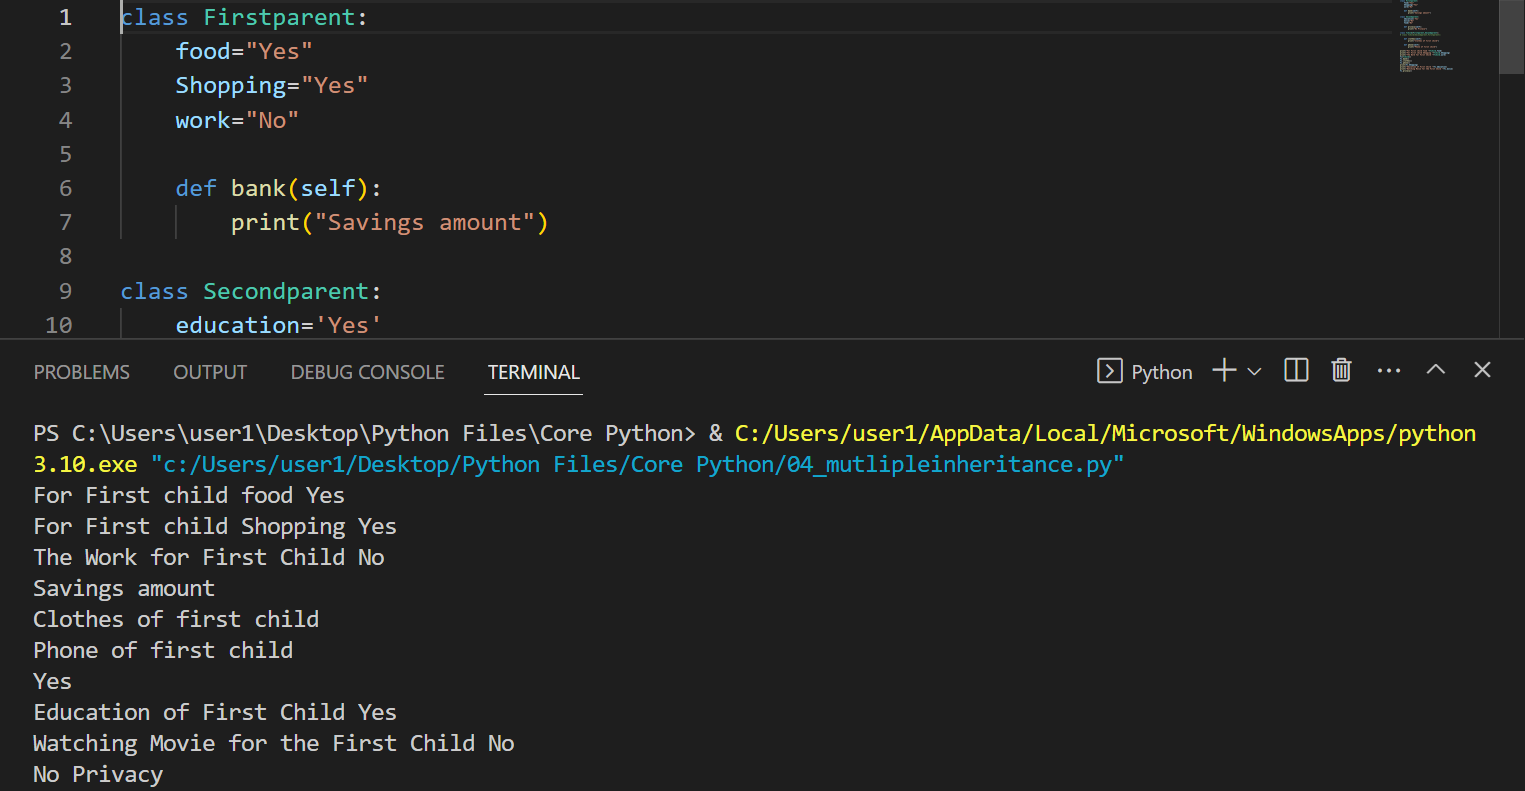 1 class Firstparent:
2 food="Yes"
3 Shopping="Yes"
4 work="No"
5
6 def bank(self):
7 print("Savings amount")
8
9 class Secondparent:
10 education='Yes'
PROBLEMS OUTPUT DEBUG CONSOLE TERMINAL Python
PS C:\Users\user1\Desktop\Python Files\Core Python> & C:/Users/user1/AppData/Local/Microsoft/WindowsApps/python
3.10.exe "c:/Users/user1/Desktop/Python Files/Core Python/04_mutlipleinheritance.py"
For First child food Yes
For First child Shopping Yes
The Work for First Child No
Savings amount
Clothes of first child
Phone of first child
Yes
Education of First Child Yes
Watching Movie for the First Child No
No Privacy